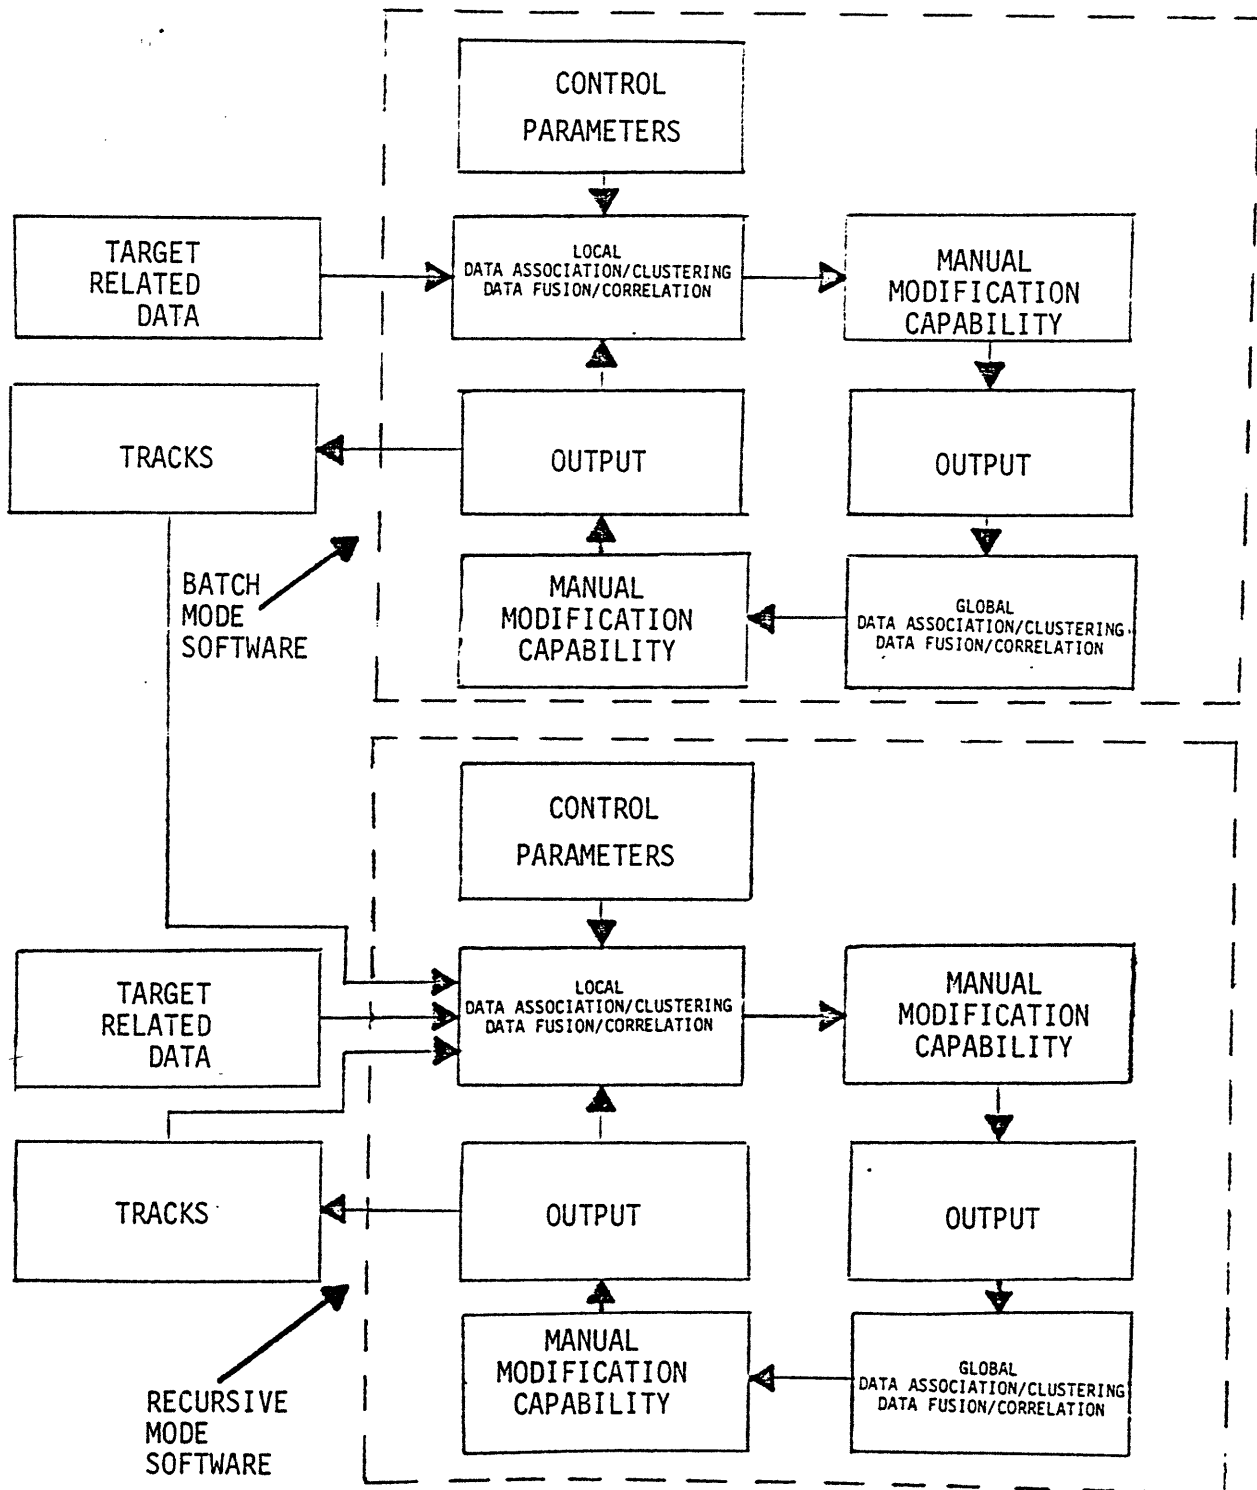 CONTROL
PARAMETERS
TARGET
RELATED
DATA
LOCAL
DATA ASSOCIATION/CLUSTERING
DATA FUSION/CORRELATION
MANUAL
MODIFICATION
CAPABILITY
TRACKS
OUTPUT
OUTPUT
BATCH
MODE
SOFTWARE
MANUAL
MODIFICATION
CAPABILITY
GLOBAL
DATA ASSOCIATION/CLUSTERING
DATA FUSION/CORRELATION
CONTROL
PARAMETERS
TARGET
RELATED
DATA
LOCAL
DATA ASSOCIATION/CLUSTERING
DATA FUSION/CORRELATION
MANUAL
MODIFICATION
CAPABILITY
TRACKS
OUTPUT
OUTPUT
RECURSIVE
MODE
SOFTWARE
MANUAL
MODIFICATION
CAPABILITY
GLOBAL
DATA ASSOCIATION/CLUSTERING
DATA FUSION/CORRELATION